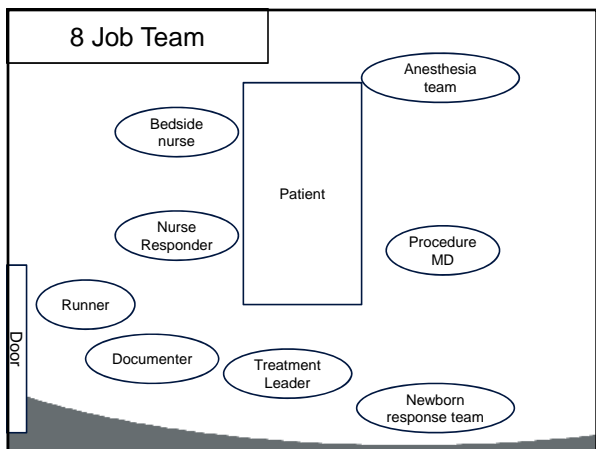 8 Job Team
Anesthesia
team
Bedside
nurse
Patient
Nurse
Responder
Procedure
MD
Runner
Door
Documenter
Treatment
Leader
Newborn
response team